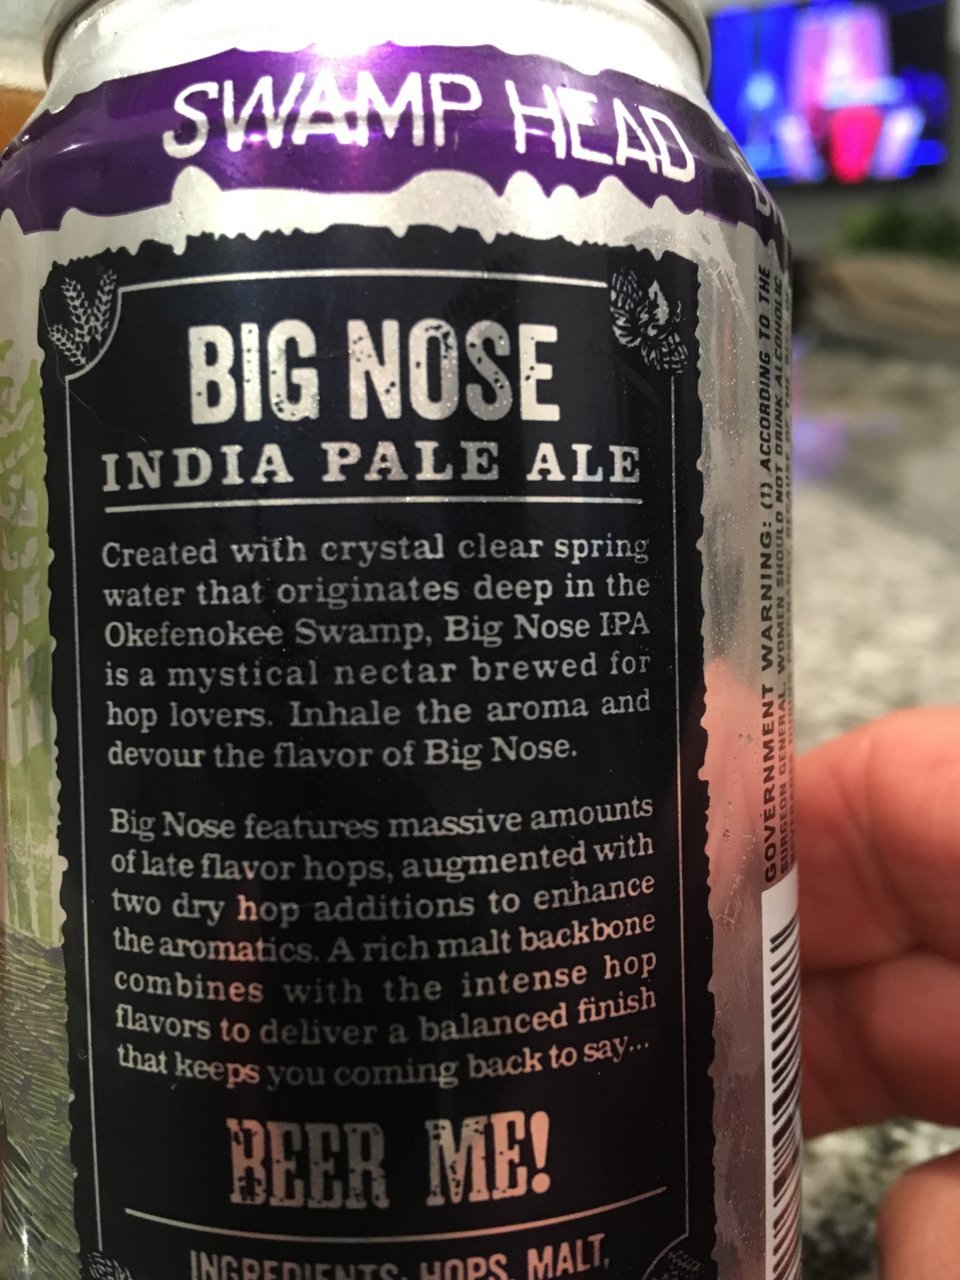 SWAMP HEAD
BIG NOSE
INDIA PALE ALE
Created with crystal clear spring
water that originates deep in the
Okefenokee Swamp, Big Nose IPA
is a mystical nectar brewed for
hop lovers. Inhale the aroma and
devour the flavor of Big Nose.
Big Nose features massive amounts
of late flavor hops, augmented with
two dry hop additions to enhance
the aromatics. A rich malt backbone
combines with the intense hop
flavors to deliver a balanced finish
that keeps you coming back to say...
BEER ME!
INGREDIENTS: HOPS, MALT,
GOVERNMENT WARNING: (1) ACCORDING TO THE
SURGEON GENERAL, WOMEN SHOULD NOT DRINK ALCOHOLIC